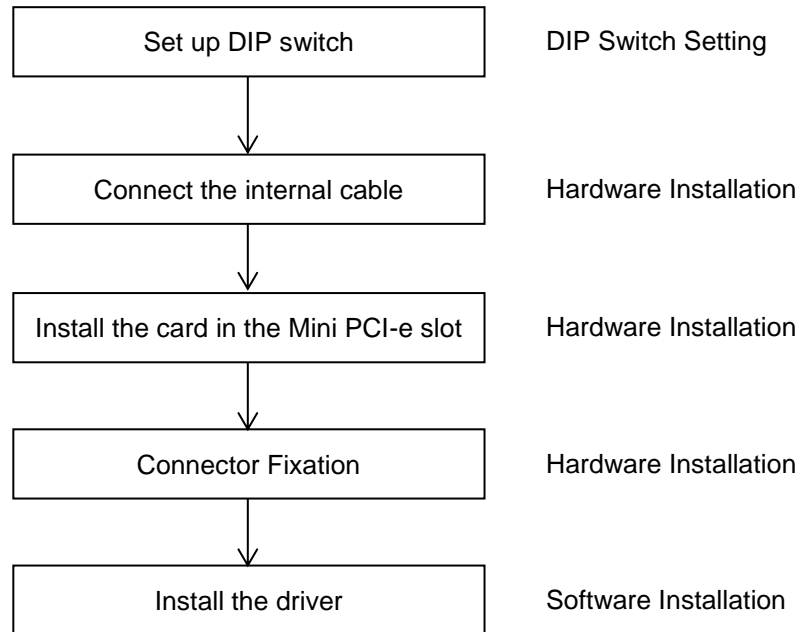 Set up DIP switch
DIP Switch Setting
Connect the internal cable
Hardware Installation
Install the card in the Mini PCI-e slot
Hardware Installation
Connector Fixation
Hardware Installation
Install the driver
Software Installation